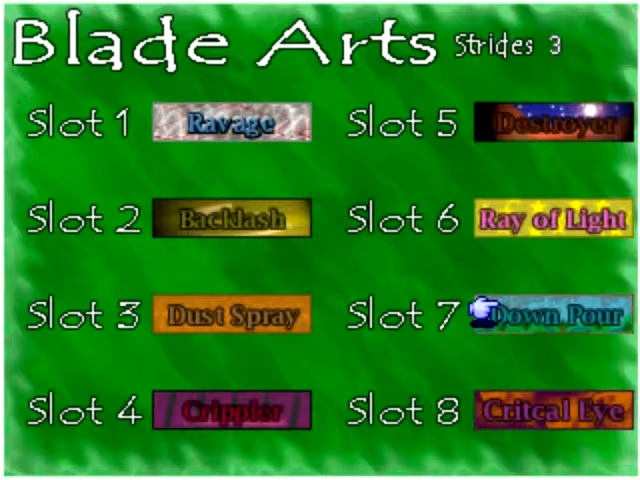 Blade Arts Strides 3
Slot 1 Ravage Slot 5 Destroyer
Slot 2 Backlash Slot 6 Ray of Light
Slot 3 Dust Spray Slot 7 Down Pour
Slot 4 Crippler Slot 8 Critcal Eye